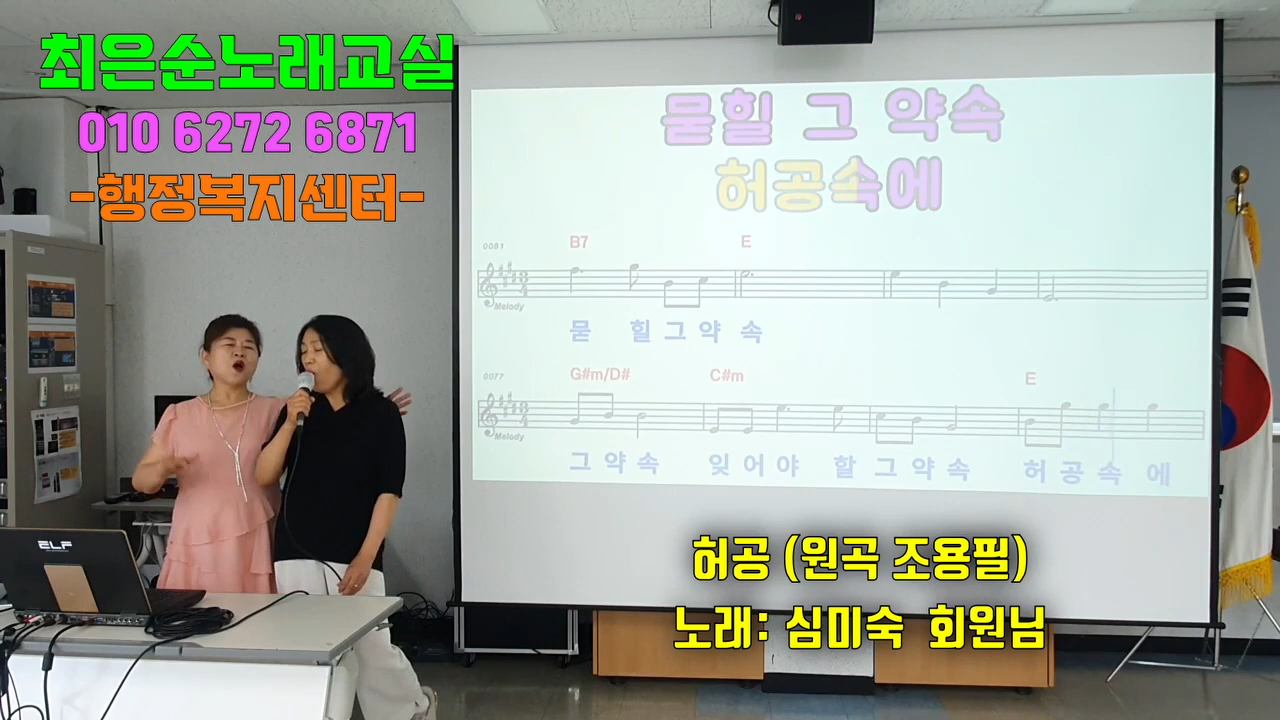 최은순노래교실
010 6272 6871
-행정복지센터-
묻힐 그 약속
허공속에
0081
B7
E
Melody
묻 힐 그 약 속
0077
G#m/D#
C#m
E
Melody
그 약 속 잊 어 야 할 그 약 속 허 공 속 에
ELF
허공 (원곡 조용필)
노래: 심미숙 회원님